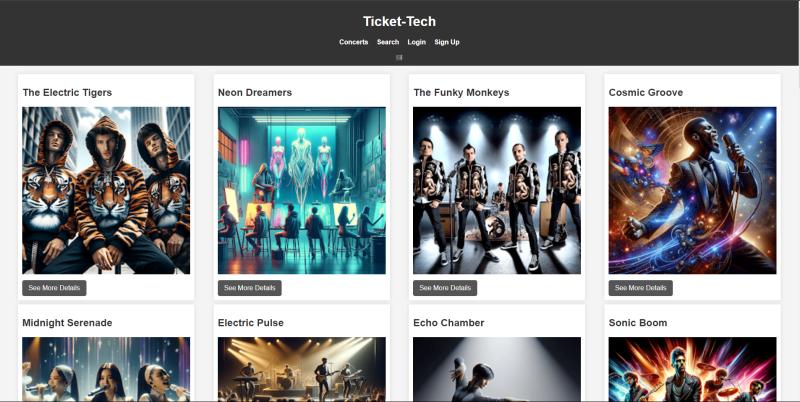 Ticket-Tech
Concerts Search Login Sign Up
The Electric Tigers
Neon Dreamers
The Funky Monkeys
Cosmic Groove
See More Details
See More Details
See More Details
See More Details
Midnight Serenade
Electric Pulse
Echo Chamber
Sonic Boom